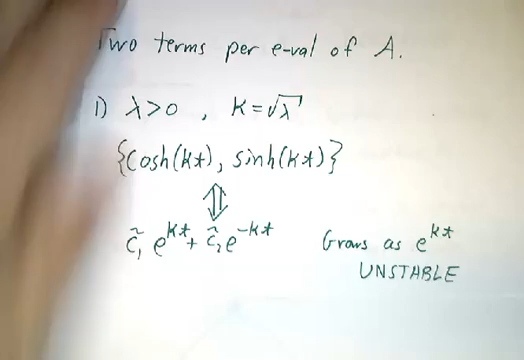 Two terms per e-val of A.
1) λ>0 , K=√λ
{Cosh(kt), sinh(kt)}
⇕
c̃₁ e^{kt} + c̃₂ e^{-kt} Grows as e^{kt}
UNSTABLE